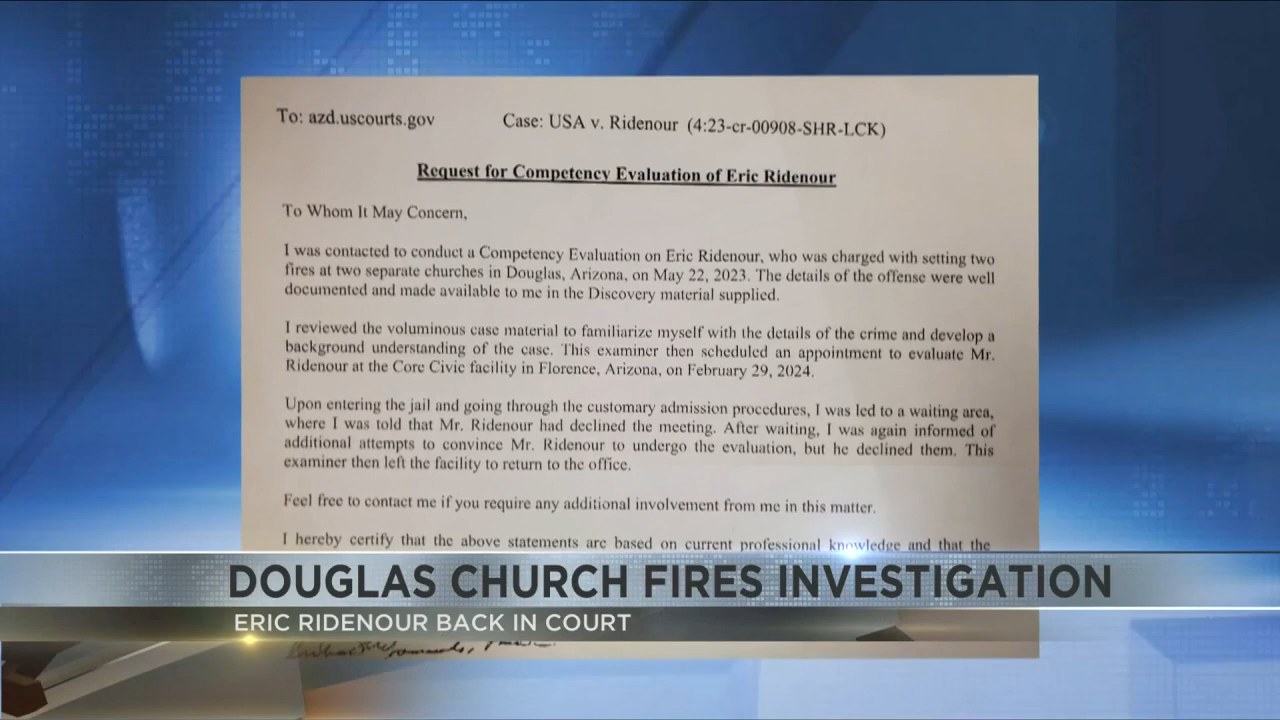 To: azd.uscourts.gov Case: USA v. Ridenour (4:23-cr-00908-SHR-LCK)
Request for Competency Evaluation of Eric Ridenour
To Whom It May Concern,
I was contacted to conduct a Competency Evaluation on Eric Ridenour, who was charged with setting two
fires at two separate churches in Douglas, Arizona, on May 22, 2023. The details of the offense were well
documented and made available to me in the Discovery material supplied.
I reviewed the voluminous case material to familiarize myself with the details of the crime and develop a
background understanding of the case. This examiner then scheduled an appointment to evaluate Mr.
Ridenour at the Core Civic facility in Florence, Arizona, on February 29, 2024.
Upon entering the jail and going through the customary admission procedures, I was led to a waiting area,
where I was told that Mr. Ridenour had declined the meeting. After waiting, I was again informed of
additional attempts to convince Mr. Ridenour to undergo the evaluation, but he declined them. This
examiner then left the facility to return to the office.
Feel free to contact me if you require any additional involvement from me in this matter.
I hereby certify that the above statements are based on current professional knowledge and that the
DOUGLAS CHURCH FIRES INVESTIGATION
ERIC RIDENOUR BACK IN COURT